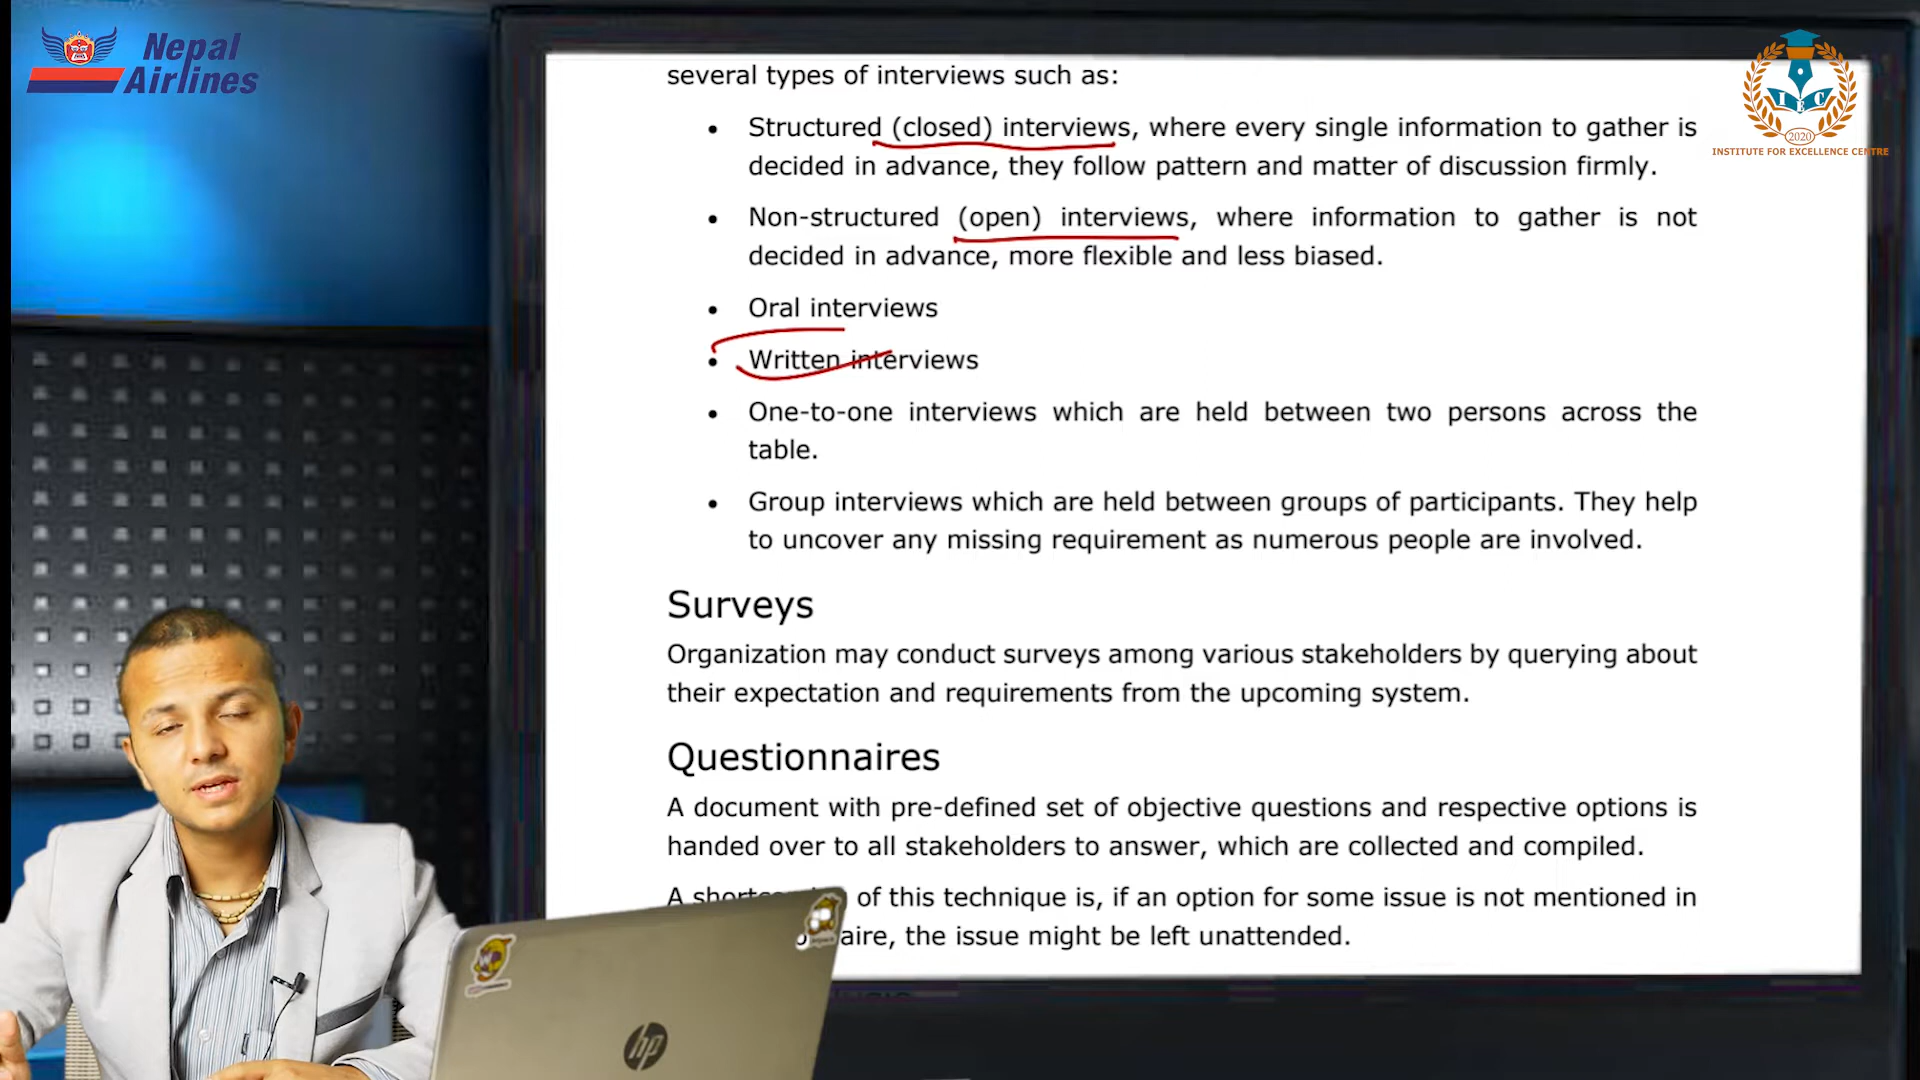 Nepal
Airlines
several types of interviews such as:
• Structured (closed) interviews, where every single information to gather is
decided in advance, they follow pattern and matter of discussion firmly.
• Non-structured (open) interviews, where information to gather is not
decided in advance, more flexible and less biased.
• Oral interviews
• Written interviews
• One-to-one interviews which are held between two persons across the
table.
• Group interviews which are held between groups of participants. They help
to uncover any missing requirement as numerous people are involved.
Surveys
Organization may conduct surveys among various stakeholders by querying about
their expectation and requirements from the upcoming system.
Questionnaires
A document with pre-defined set of objective questions and respective options is
handed over to all stakeholders to answer, which are collected and compiled.
A of this technique is, if an option for some issue is not mentioned in
the issue might be left unattended.
I E C
2020
INSTITUTE FOR EXCELLENCE CENTRE
hp